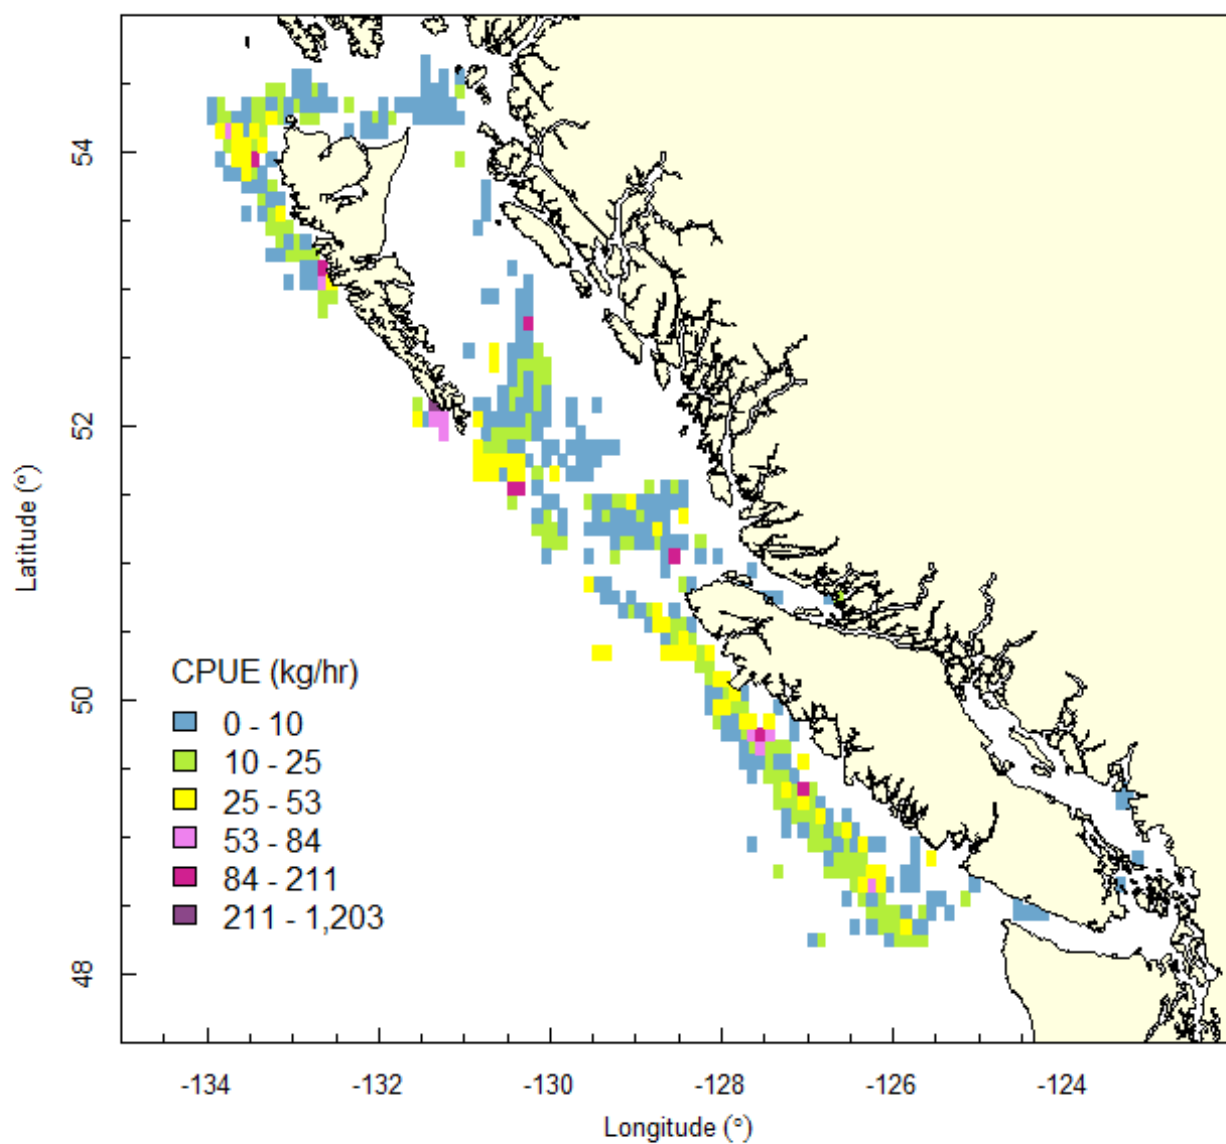 54
52
50
48
Latitude (°)
CPUE (kg/hr)
0 - 10
10 - 25
25 - 53
53 - 84
84 - 211
211 - 1,203
-134 -132 -130 -128 -126 -124
Longitude (°)